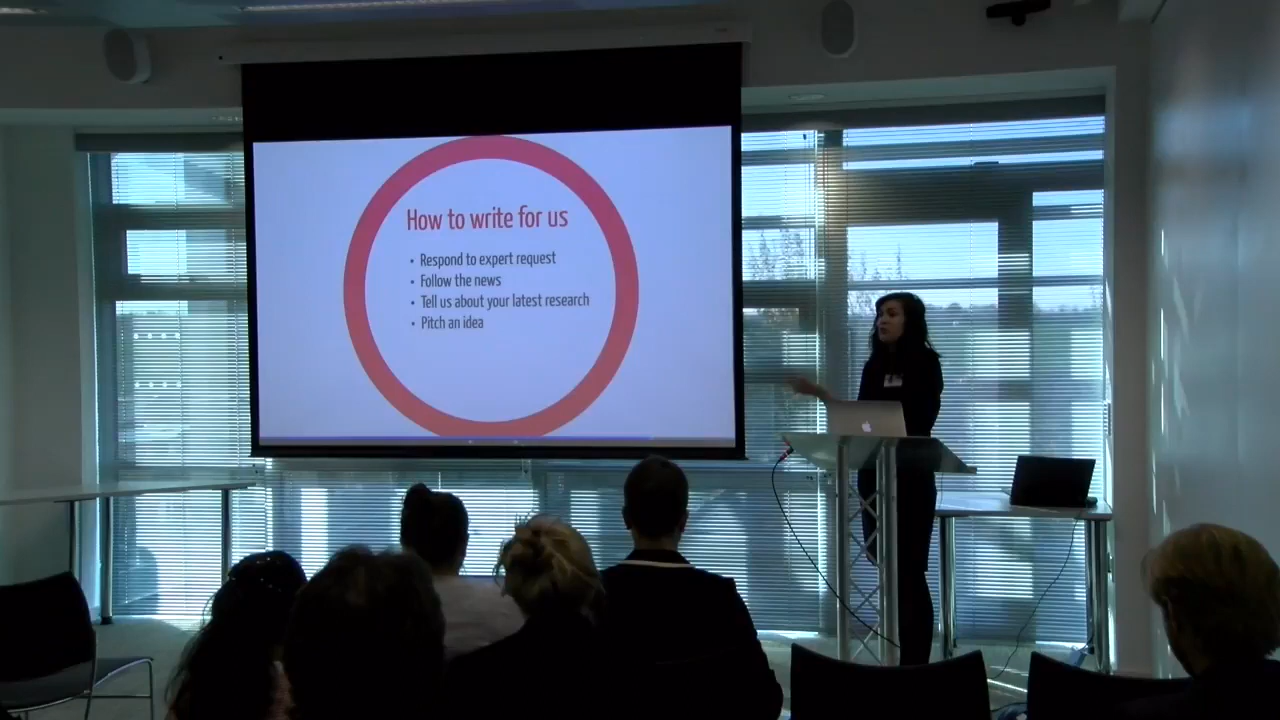 How to write for us
• Respond to expert request
• Follow the news
• Tell us about your latest research
• Pitch an idea